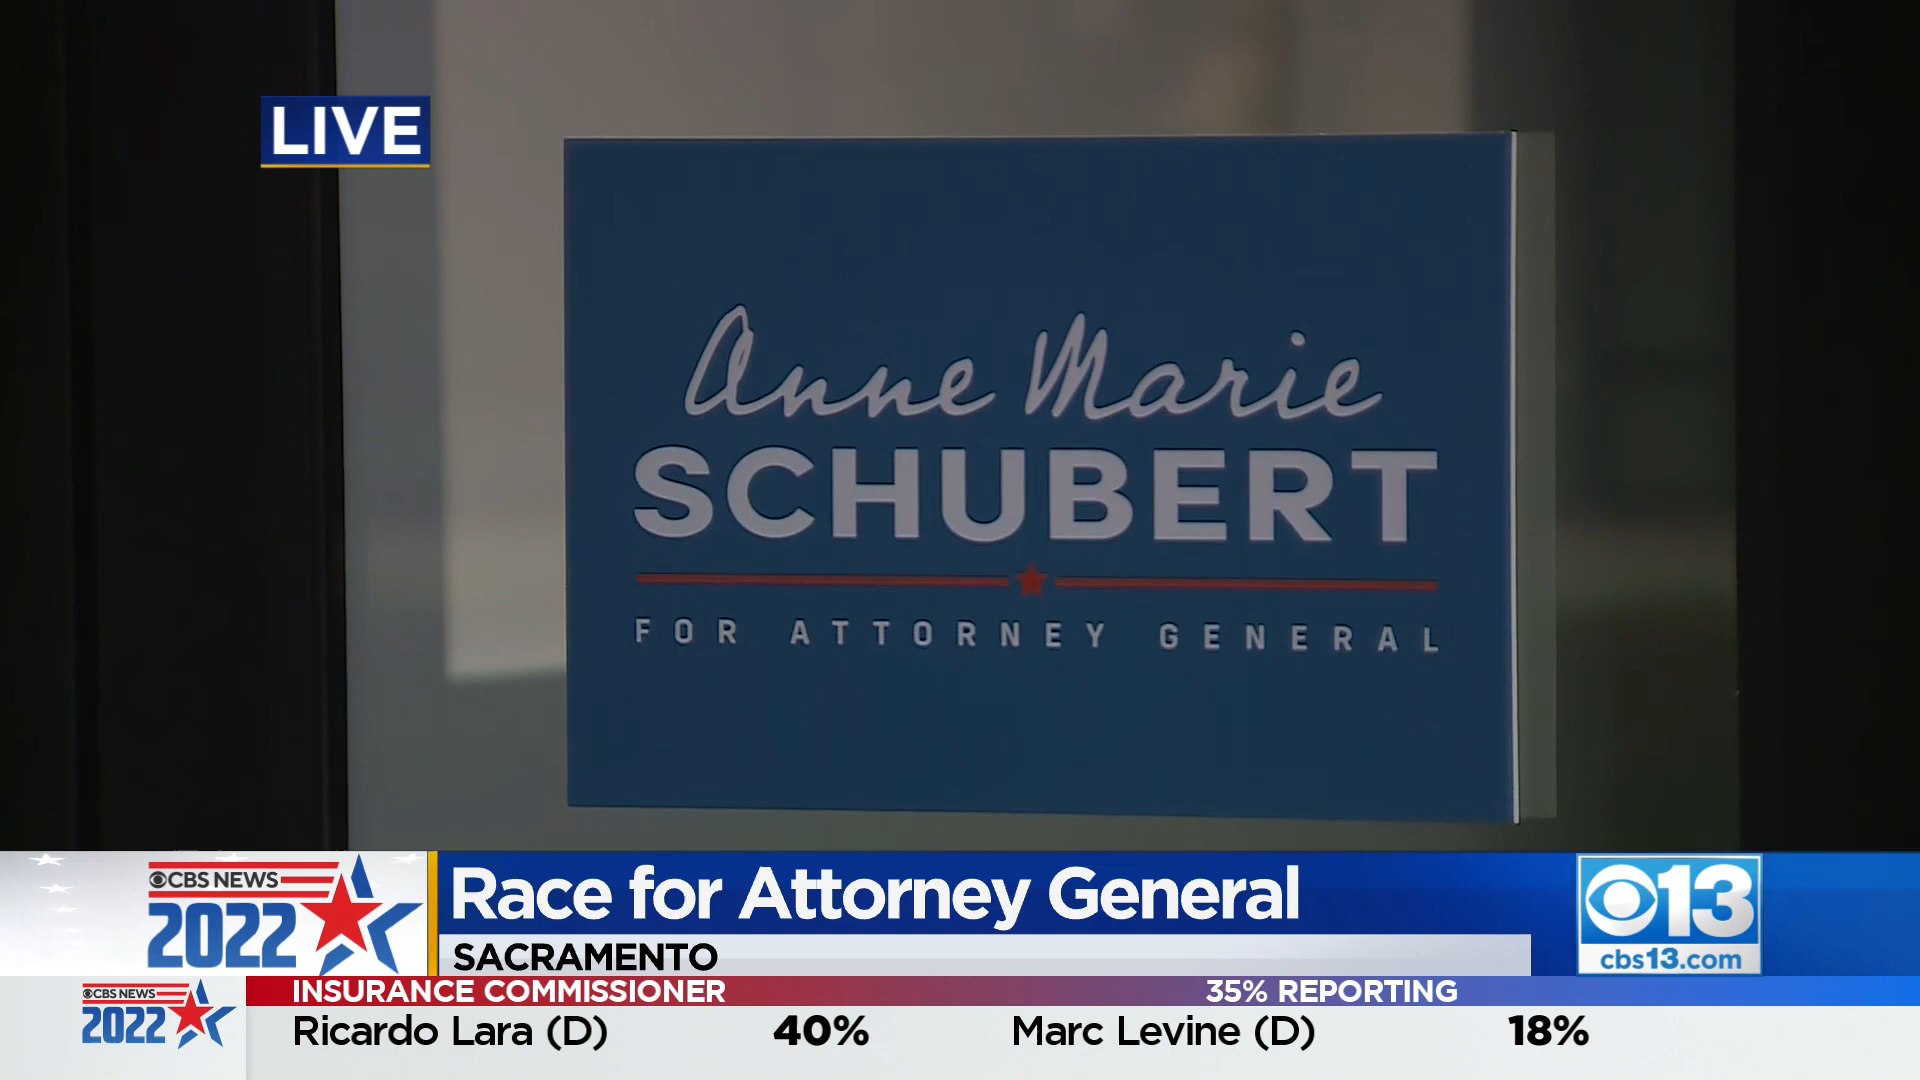 LIVE
Anne Marie
SCHUBERT
FOR ATTORNEY GENERAL
CBS NEWS
2022
Race for Attorney General
SACRAMENTO
13
cbs13.com
CBS NEWS
2022
INSURANCE COMMISSIONER 35% REPORTING
Ricardo Lara (D) 40% Marc Levine (D) 18%